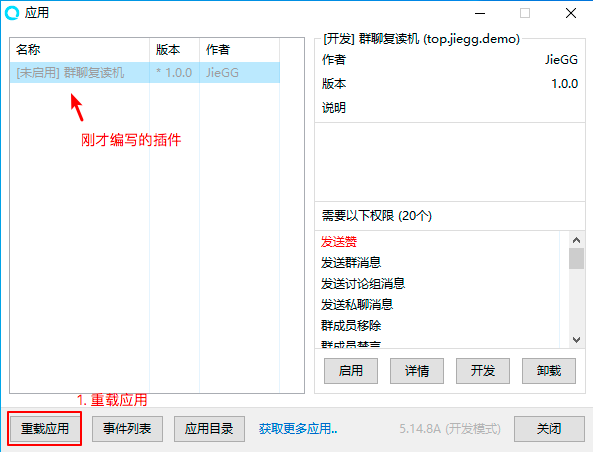 应用
名称 版本 作者
[未启用] 群聊复读机 * 1.0.0 JieGG
刚才编写的插件
[开发] 群聊复读机 (top.jiegg.demo)
作者 JieGG
版本 1.0.0
说明
需要以下权限 (20个)
发送赞
发送群消息
发送讨论组消息
发送私聊消息
群成员移除
群成员禁言
启用 详情 开发 卸载
1. 重载应用
重载应用 事件列表 应用目录 获取更多应用.. 5.14.8A (开发模式) 关闭